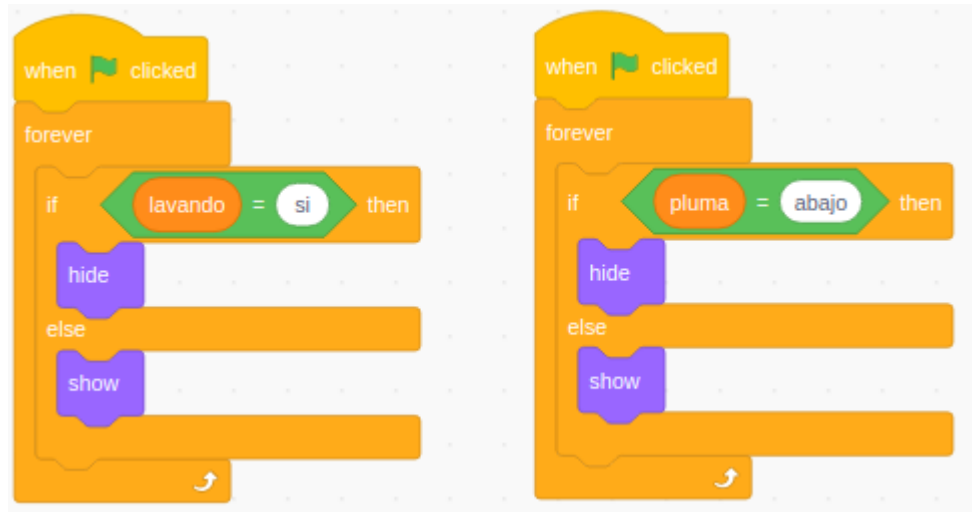 when clicked
forever
if lavando = si then
hide
else
show
when clicked
forever
if pluma = abajo then
hide
else
show